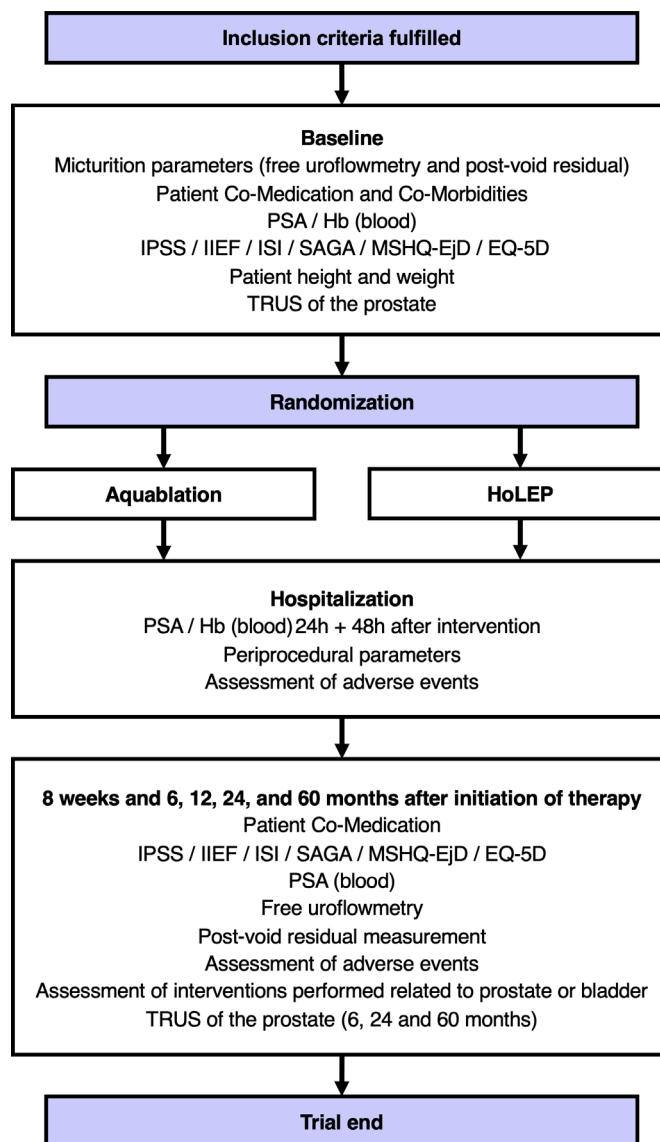 Inclusion criteria fulfilled
Baseline
Micturition parameters (free uroflowmetry and post-void residual)
Patient Co-Medication and Co-Morbidities
PSA / Hb (blood)
IPSS / IIEF / ISI / SAGA / MSHQ-EjD / EQ-5D
Patient height and weight
TRUS of the prostate
Randomization
Aquablation
HoLEP
Hospitalization
PSA / Hb (blood) 24h + 48h after intervention
Periprocedural parameters
Assessment of adverse events
8 weeks and 6, 12, 24, and 60 months after initiation of therapy
Patient Co-Medication
IPSS / IIEF / ISI / SAGA / MSHQ-EjD / EQ-5D
PSA (blood)
Free uroflowmetry
Post-void residual measurement
Assessment of adverse events
Assessment of interventions performed related to prostate or bladder
TRUS of the prostate (6, 24 and 60 months)
Trial end